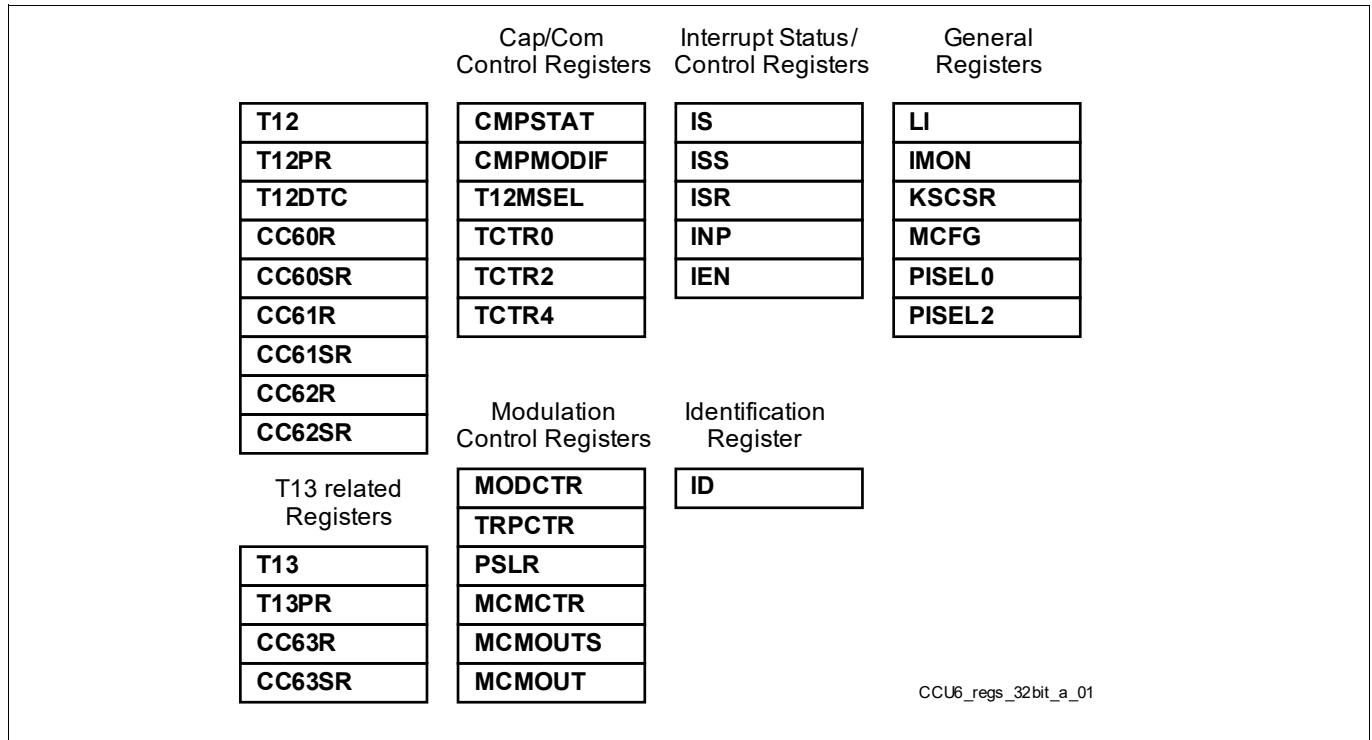 T12
T12PR
T12DTC
CC60R
CC60SR
CC61R
CC61SR
CC62R
CC62SR
T13 related
Registers
T13
T13PR
CC63R
CC63SR
Cap/Com
Control Registers
CMPSTAT
CMPMODIF
T12MSEL
TCTR0
TCTR2
TCTR4
Modulation
Control Registers
MODCTR
TRPCTR
PSLR
MCMCTR
MCMOUTS
MCMOUT
Interrupt Status/
Control Registers
IS
ISS
ISR
INP
IEN
Identification
Register
ID
General
Registers
LI
IMON
KSCSR
MCFG
PISEL0
PISEL2
CCU6_regs_32bit_a_01